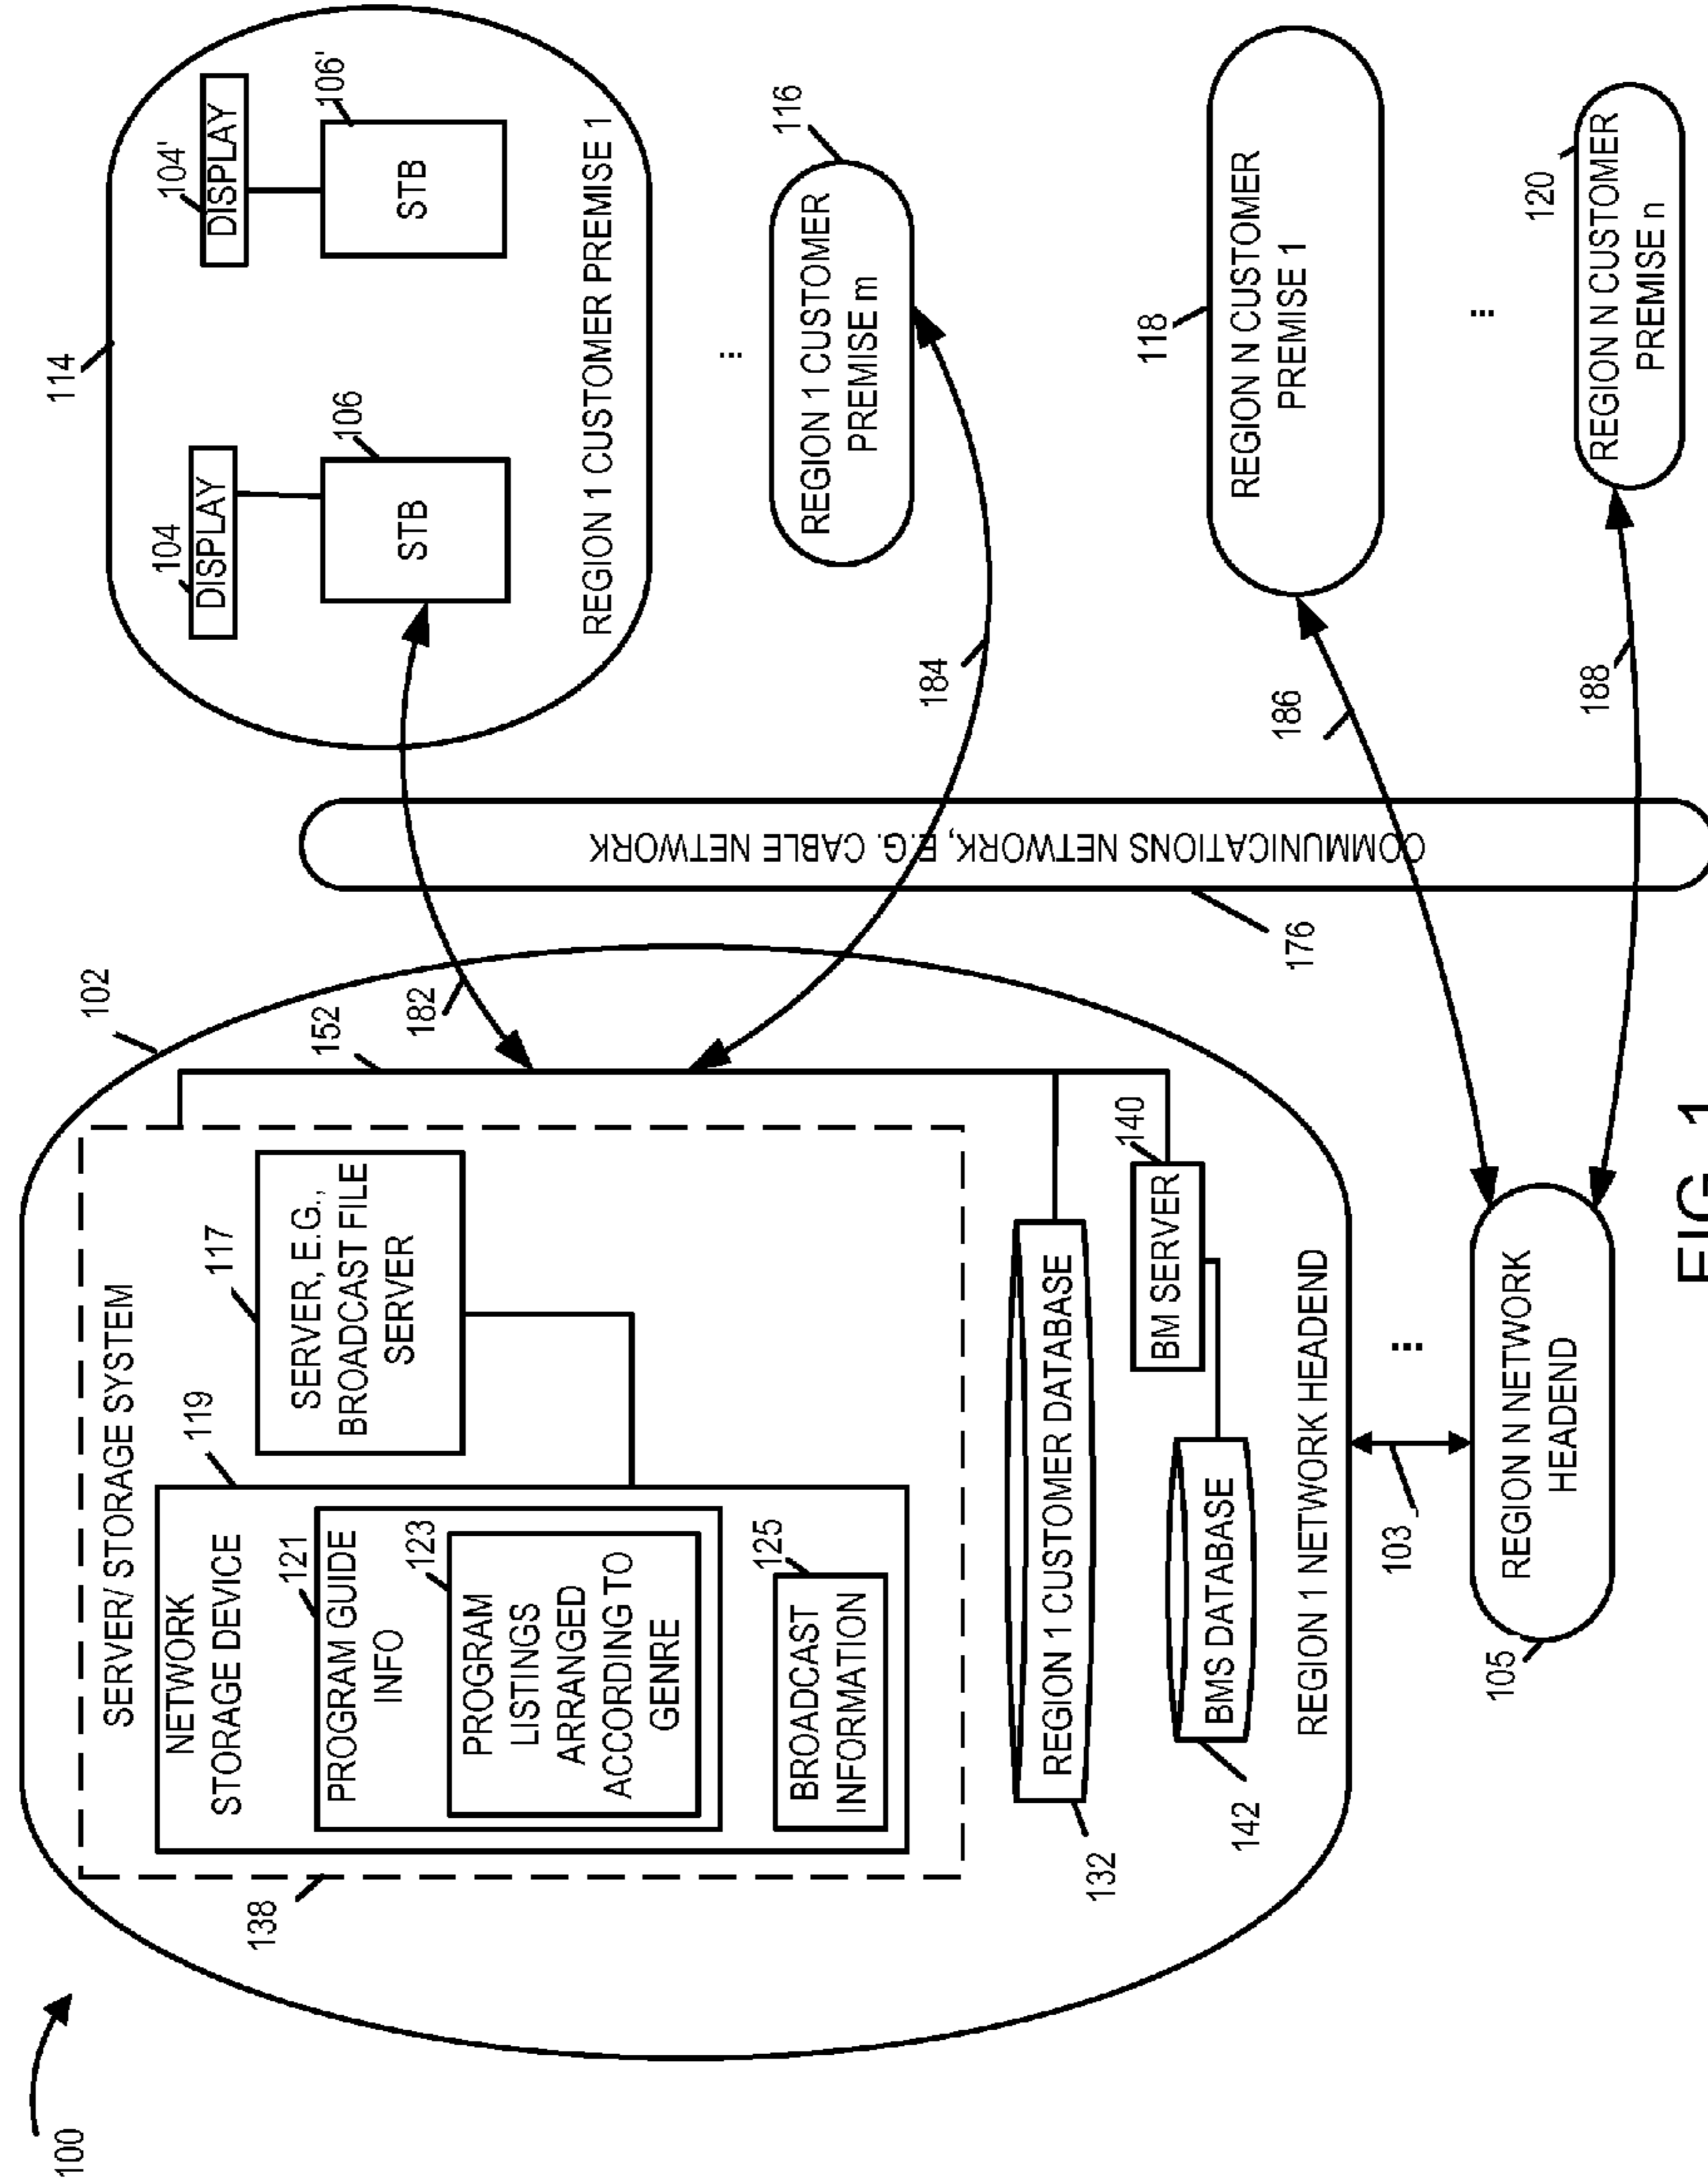 100
102
SERVER/ STORAGE SYSTEM
138
NETWORK
STORAGE DEVICE
119
PROGRAM GUIDE
INFO
121
PROGRAM
LISTINGS
ARRANGED
ACCORDING TO
GENRE
123
BROADCAST
INFORMATION
125
SERVER, E.G.,
BROADCAST FILE
SERVER
117
152
REGION 1 CUSTOMER DATABASE
132
BM SERVER
140
BMS DATABASE
142
REGION 1 NETWORK HEADEND
103
...
REGION N NETWORK
HEADEND
105
COMMUNICATIONS NETWORK, E.G. CABLE NETWORK
176
182
184
186
188
114
DISPLAY
104
STB
106
DISPLAY
104'
STB
106'
REGION 1 CUSTOMER PREMISE 1
...
REGION 1 CUSTOMER
PREMISE m
116
REGION N CUSTOMER
PREMISE 1
118
...
REGION N CUSTOMER
PREMISE n
120
FIG. 1